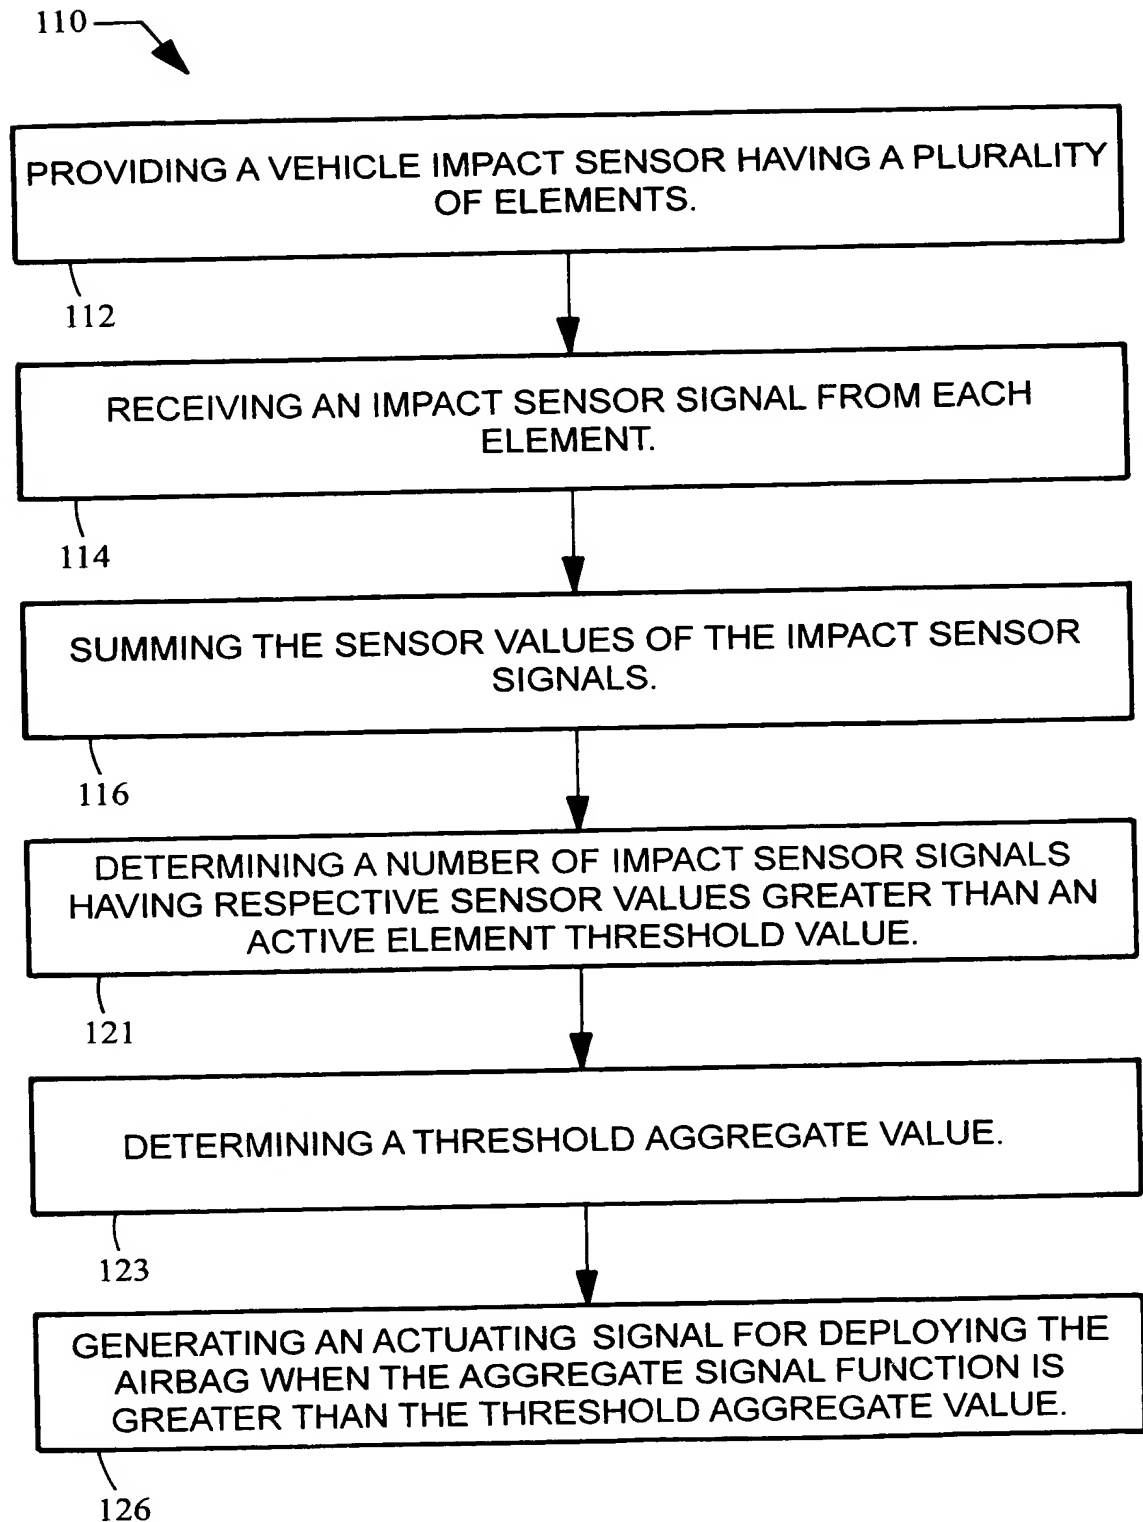 110
PROVIDING A VEHICLE IMPACT SENSOR HAVING A PLURALITY
OF ELEMENTS.
112
RECEIVING AN IMPACT SENSOR SIGNAL FROM EACH
ELEMENT.
114
SUMMING THE SENSOR VALUES OF THE IMPACT SENSOR
SIGNALS.
116
DETERMINING A NUMBER OF IMPACT SENSOR SIGNALS
HAVING RESPECTIVE SENSOR VALUES GREATER THAN AN
ACTIVE ELEMENT THRESHOLD VALUE.
121
DETERMINING A THRESHOLD AGGREGATE VALUE.
123
GENERATING AN ACTUATING SIGNAL FOR DEPLOYING THE
AIRBAG WHEN THE AGGREGATE SIGNAL FUNCTION IS
GREATER THAN THE THRESHOLD AGGREGATE VALUE.
126